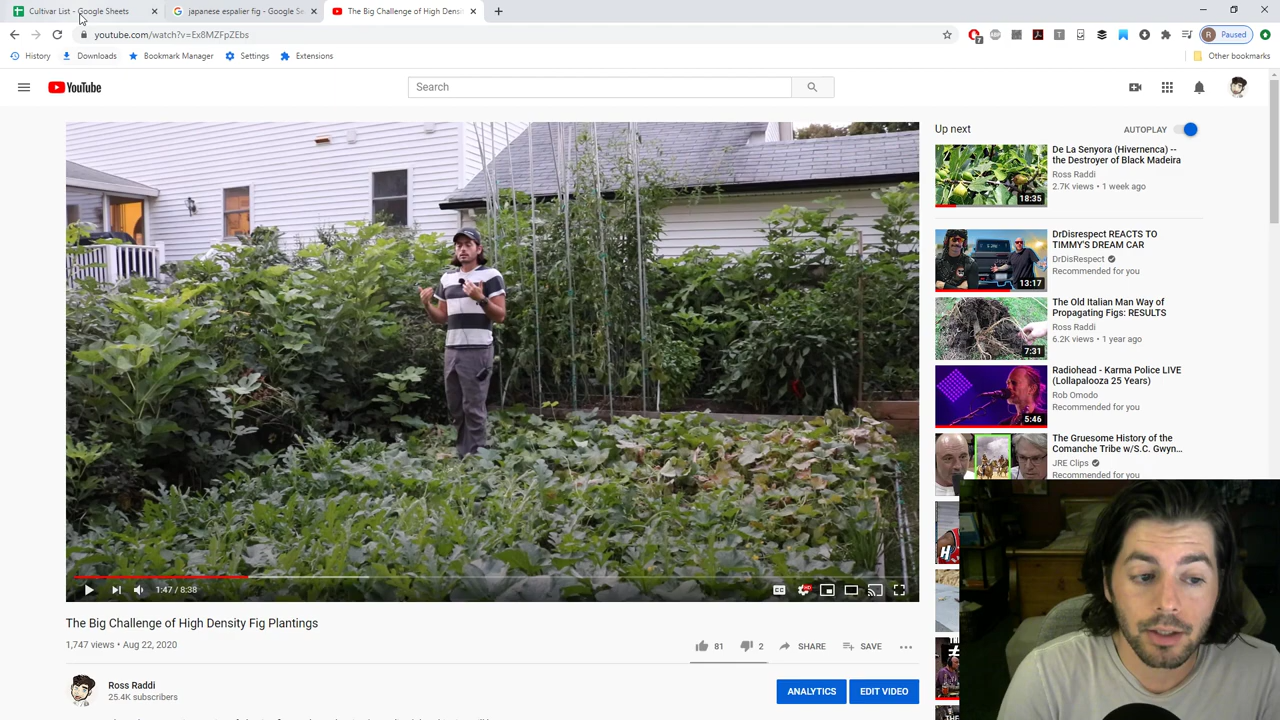 Cultivar List - Google Sheets
japanese espalier fig - Google Se
The Big Challenge of High Densi
youtube.com/watch?v=Ex8MZFpZEbs
Paused
History
Downloads
Bookmark Manager
Settings
Extensions
Other bookmarks
YouTube
Search
Up next
AUTOPLAY
De La Senyora (Hivernenca) --
the Destroyer of Black Madeira
Ross Raddi
2.7K views • 1 week ago
18:35
DrDisrespect REACTS TO
TIMMY'S DREAM CAR
DrDisRespect
Recommended for you
13:17
The Old Italian Man Way of
Propagating Figs: RESULTS
Ross Raddi
6.2K views • 1 year ago
7:31
Radiohead - Karma Police LIVE
(Lollapalooza 25 Years)
Rob Omodo
Recommended for you
5:46
The Gruesome History of the
Comanche Tribe w/S.C. Gwyn...
JRE Clips
Recommended for you
1:47 / 8:38
The Big Challenge of High Density Fig Plantings
1,747 views • Aug 22, 2020
81
2
SHARE
SAVE
Ross Raddi
25.4K subscribers
ANALYTICS
EDIT VIDEO